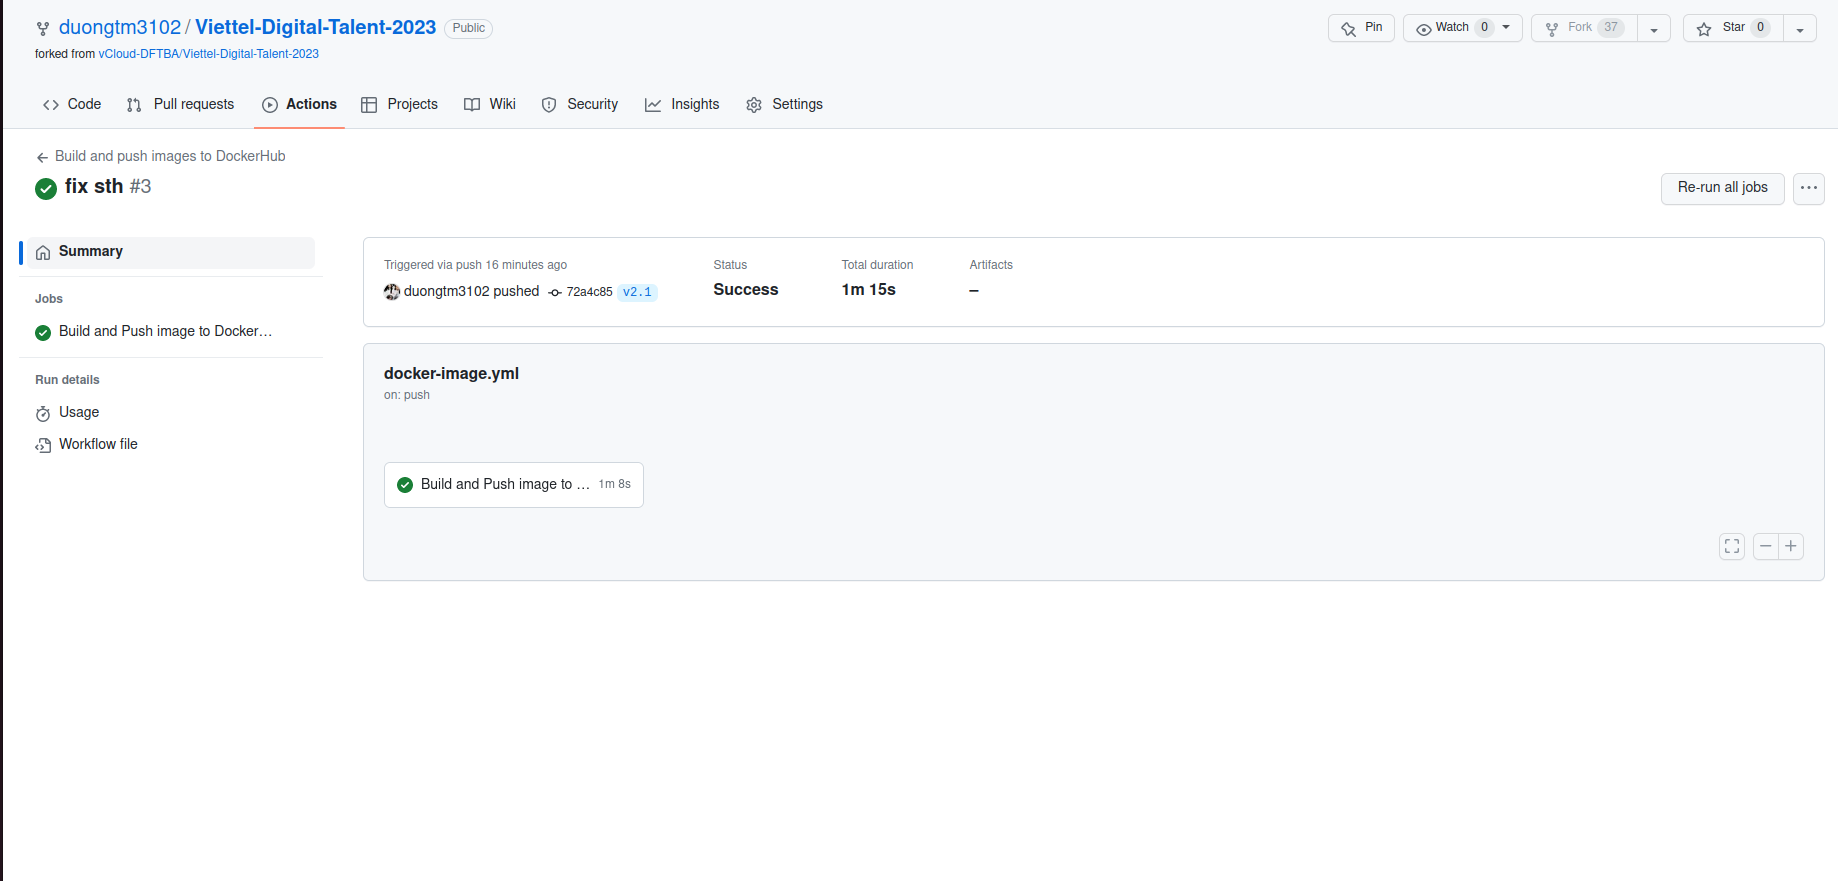 duongtm3102 / Viettel-Digital-Talent-2023 Public
Pin Watch 0 Fork 37 Star 0
forked from vCloud-DFTBA/Viettel-Digital-Talent-2023
Code Pull requests Actions Projects Wiki Security Insights Settings
Build and push images to DockerHub
fix sth #3
Re-run all jobs
Summary
Jobs
Build and Push image to Docker…
Run details
Usage
Workflow file
Triggered via push 16 minutes ago
duongtm3102 pushed 72a4c85 v2.1
Status
Success
Total duration
1m 15s
Artifacts
–
docker-image.yml
on: push
Build and Push image to … 1m 8s